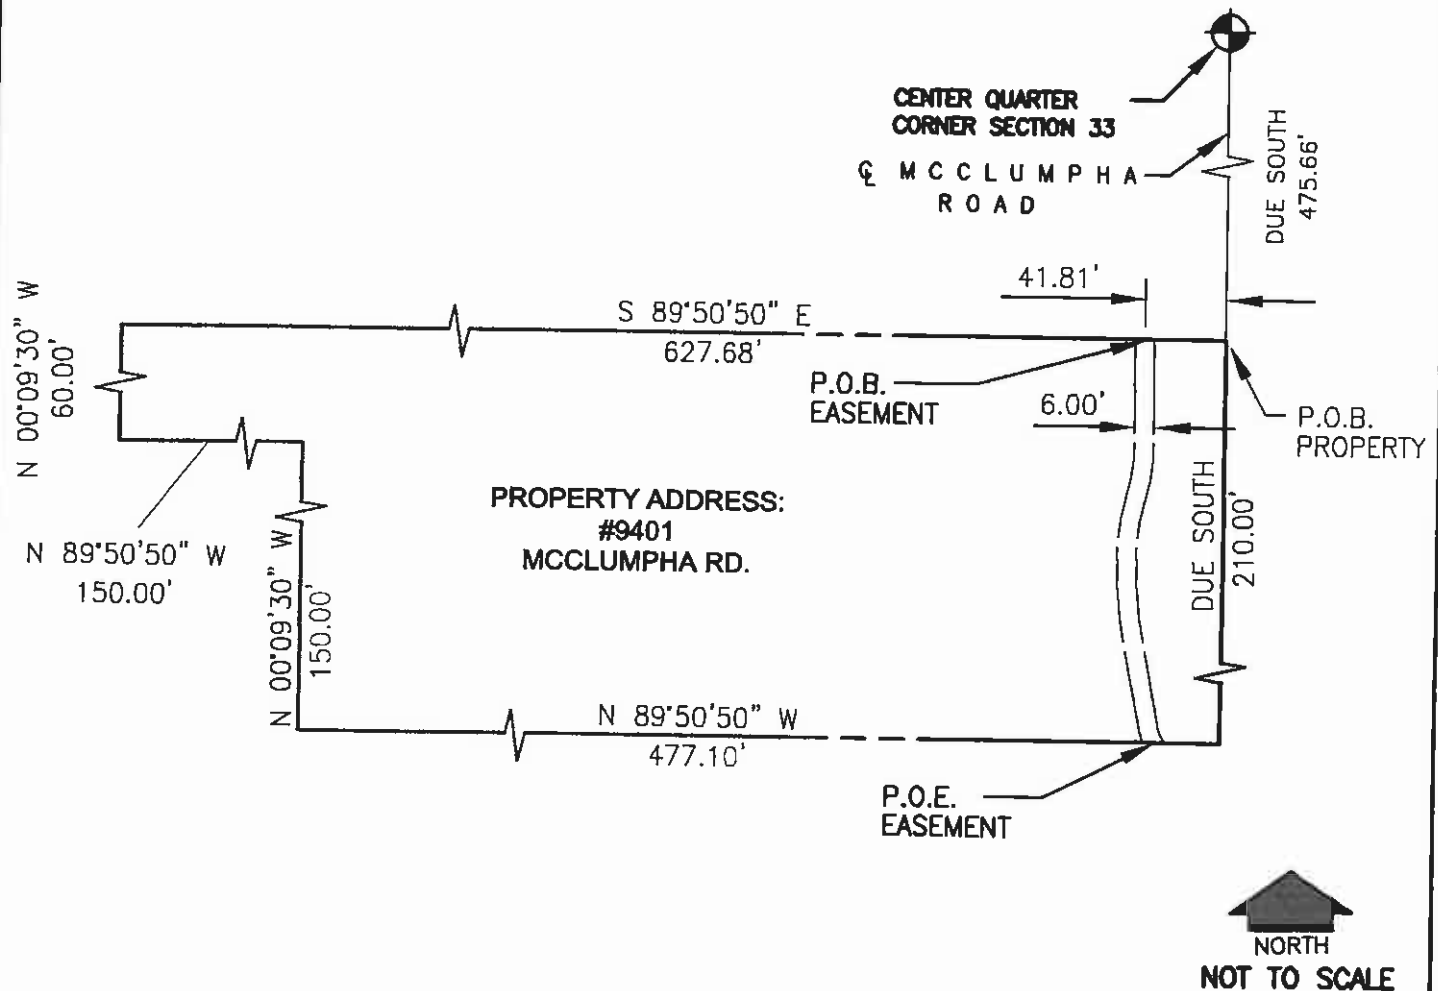 CENTER QUARTER
CORNER SECTION 33
℄ MCCLUMPHA
ROAD
DUE SOUTH
475.66'
41.81'
S 89°50'50" E
627.68'
N 00°09'30" W
60.00'
P.O.B.
EASEMENT
6.00'
P.O.B.
PROPERTY
PROPERTY ADDRESS:
#9401
MCCLUMPHA RD.
DUE SOUTH
210.00'
N 89°50'50" W
150.00'
N 00°09'30" W
150.00'
N 89°50'50" W
477.10'
P.O.E.
EASEMENT
NORTH
NOT TO SCALE